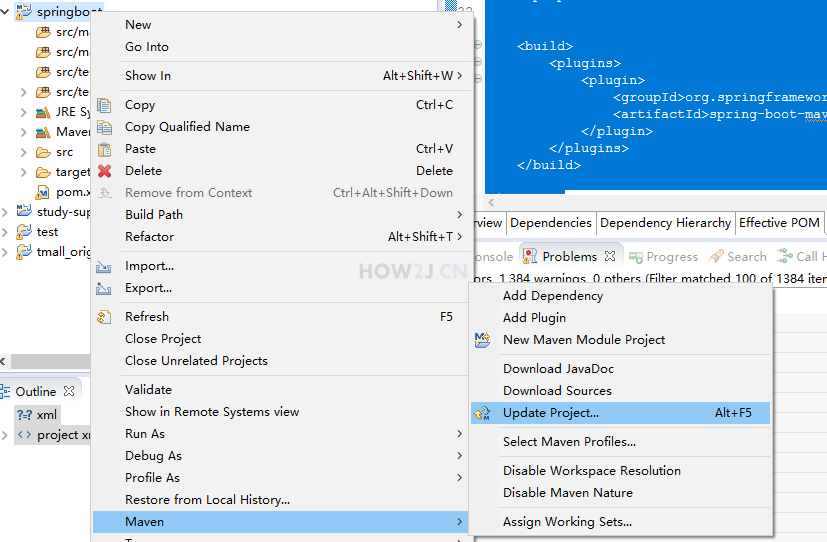 springboot
src/ma
src/ma
src/te
src/te
JRE Sy
Maven
src
target
pom.x
study-sup
test
tmall_orig
Outline
?=? xml
project xm
New
Go Into
Show In Alt+Shift+W
Copy Ctrl+C
Copy Qualified Name
Paste Ctrl+V
Delete Delete
Remove from Context Ctrl+Alt+Shift+Down
Build Path
Refactor Alt+Shift+T
Import...
Export...
Refresh F5
Close Project
Close Unrelated Projects
Validate
Show in Remote Systems view
Run As
Debug As
Profile As
Restore from Local History...
Maven
HOW2J.CN
<build>
<plugins>
<plugin>
<groupId>org.springframewor
<artifactId>spring-boot-mav
</plugin>
</plugins>
</build>
rview Dependencies Dependency Hierarchy Effective POM
onsole Problems Progress Search Call H
ors, 1,384 warnings, 0 others (Filter matched 100 of 1384 item
Add Dependency
Add Plugin
New Maven Module Project
Download JavaDoc
Download Sources
Update Project... Alt+F5
Select Maven Profiles...
Disable Workspace Resolution
Disable Maven Nature
Assign Working Sets...